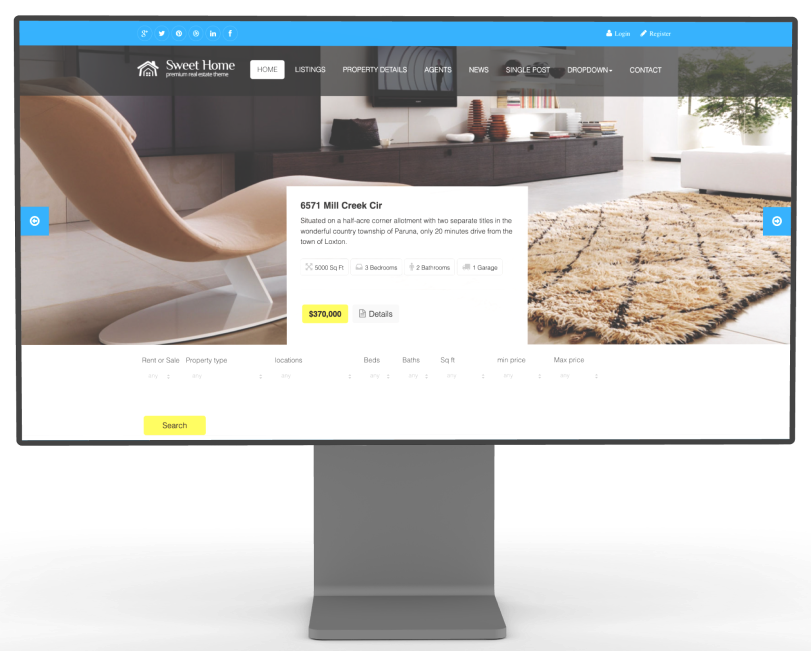 Login Register
Sweet Home
premium real estate theme
HOME LISTINGS PROPERTY DETAILS AGENTS NEWS SINGLE POST DROPDOWN CONTACT
6571 Mill Creek Cir
Situated on a half-acre corner allotment with two separate titles in the
wonderful country township of Paruna, only 20 minutes drive from the
town of Loxton.
5000 Sq Ft 3 Bedrooms 2 Bathrooms 1 Garage
$370,000 Details
Rent or Sale Property type locations Beds Baths Sq ft min price Max price
any any any any any any any any
Search